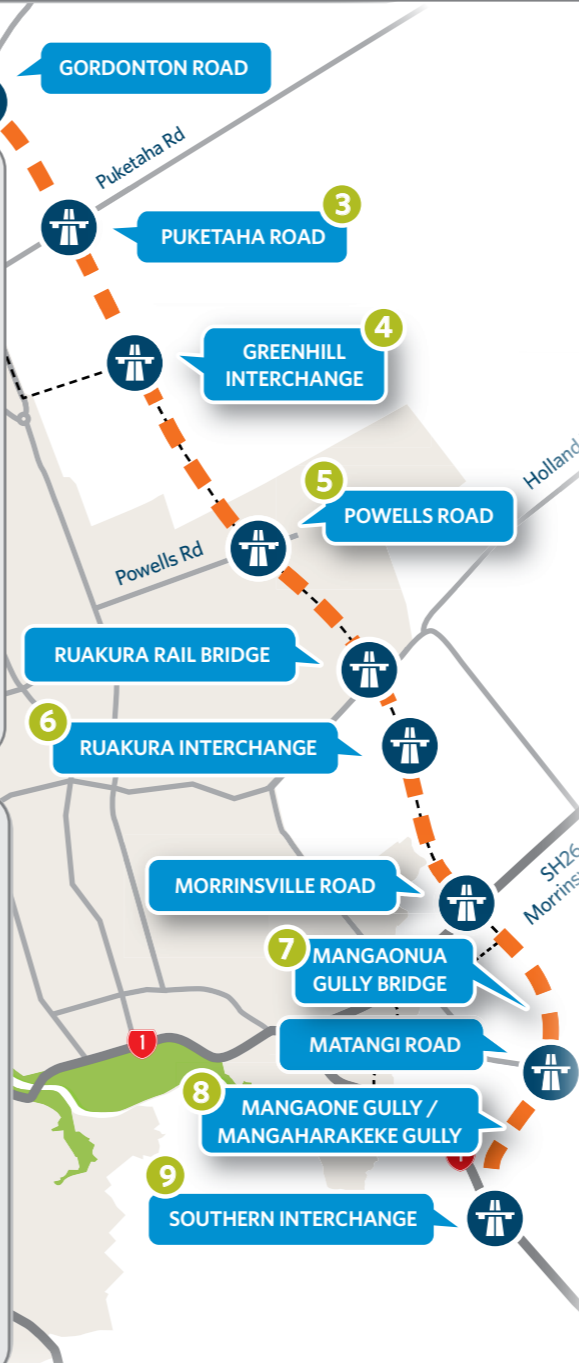 GORDONTON ROAD
Puketaha Rd
3
PUKETAHA ROAD
4
GREENHILL
INTERCHANGE
Holland
5
POWELLS ROAD
Powells Rd
RUAKURA RAIL BRIDGE
6
RUAKURA INTERCHANGE
SH26
Morrins
MORRINSVILLE ROAD
7
MANGAONUA
GULLY BRIDGE
1
MATANGI ROAD
8
MANGAONE GULLY /
MANGAHARAKEKE GULLY
9
SOUTHERN INTERCHANGE